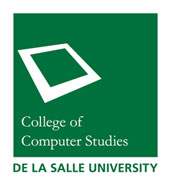 College of
Computer Studies
DE LA SALLE UNIVERSITY